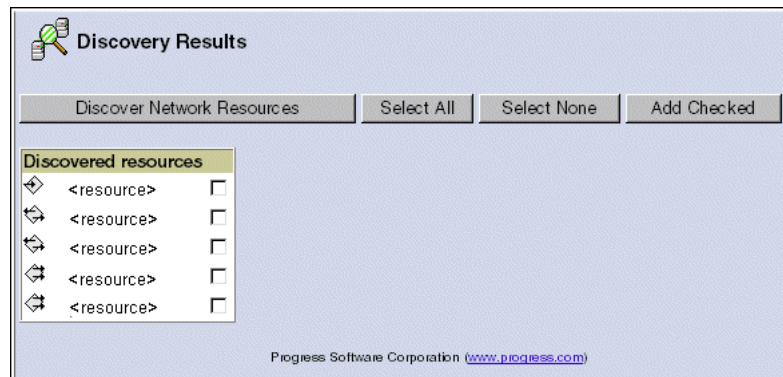 Discovery Results
Discover Network Resources Select All Select None Add Checked
Discovered resources
<resource>
<resource>
<resource>
<resource>
<resource>
Progress Software Corporation (www.progress.com)